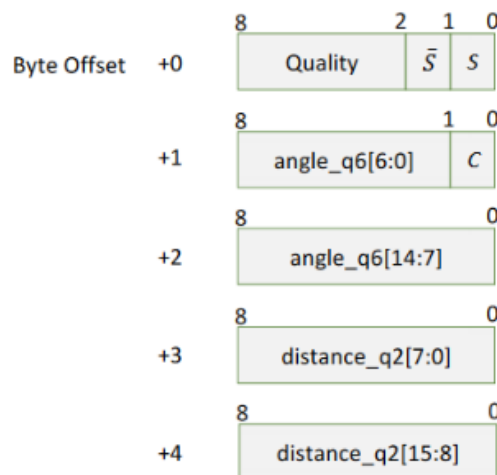 8 2 1 0
Byte Offset +0 Quality S̄ S
8 1 0
+1 angle_q6[6:0] C
8 0
+2 angle_q6[14:7]
8 0
+3 distance_q2[7:0]
8 0
+4 distance_q2[15:8]